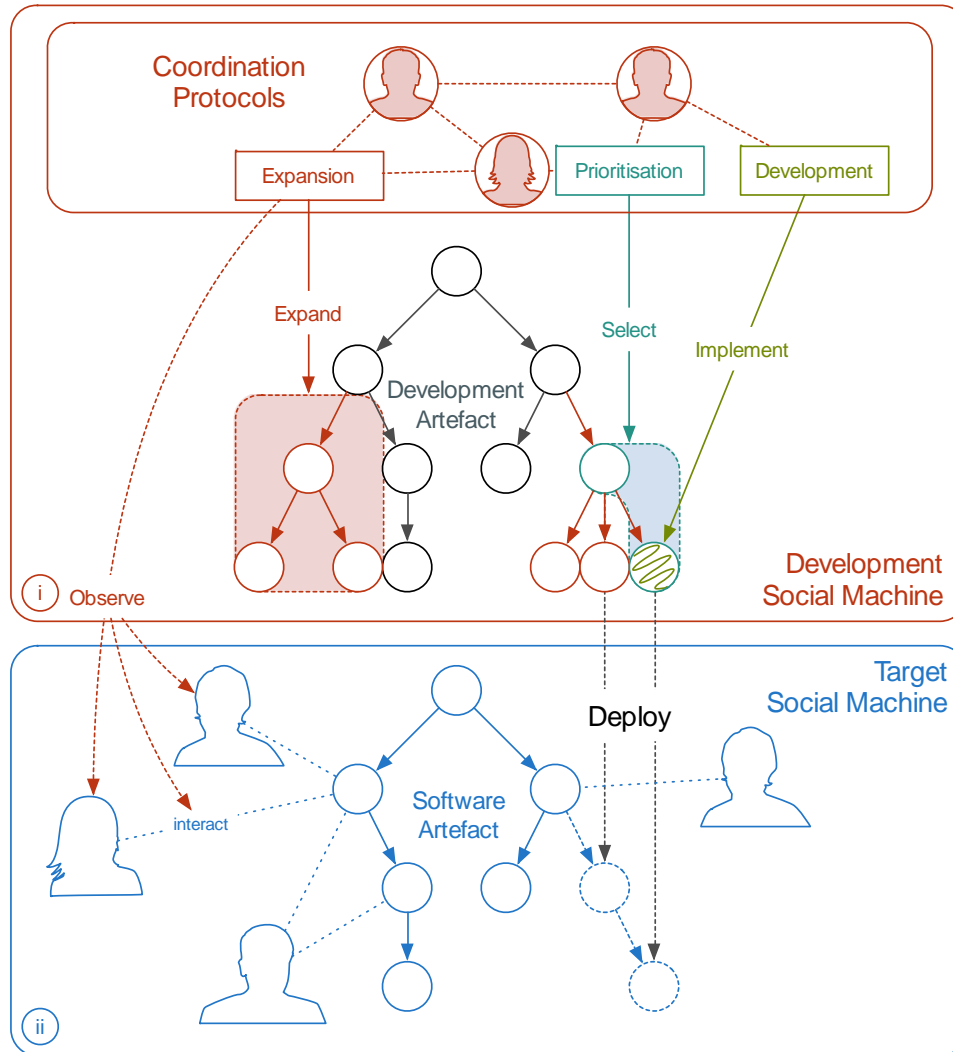 Coordination
Protocols
Expansion
Prioritisation
Development
Expand
Select
Implement
Development
Artefact
i
Observe
Development
Social Machine
Target
Social Machine
Deploy
Software
Artefact
interact
ii